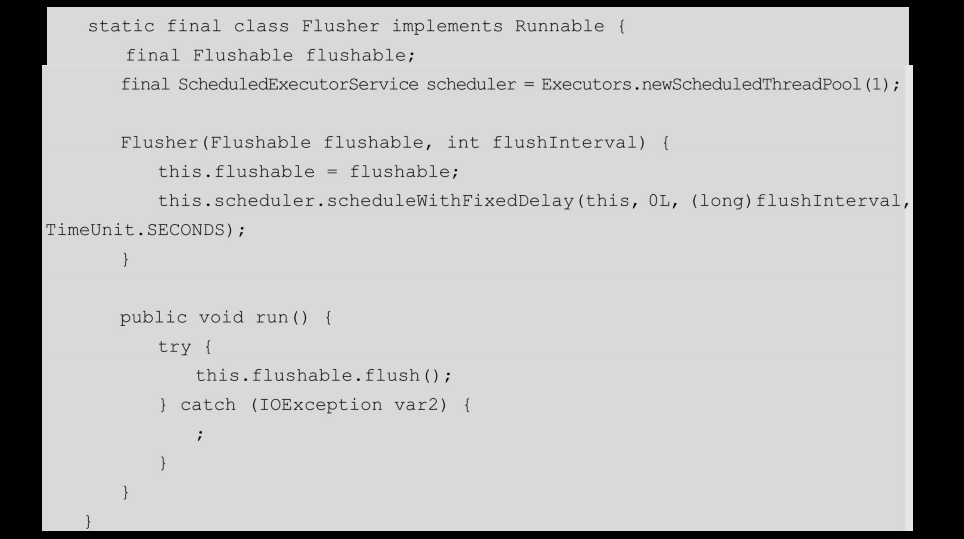 static final class Flusher implements Runnable {
final Flushable flushable;
final ScheduledExecutorService scheduler = Executors.newScheduledThreadPool(1);
Flusher(Flushable flushable, int flushInterval) {
this.flushable = flushable;
this.scheduler.scheduleWithFixedDelay(this, 0L, (long)flushInterval,
TimeUnit.SECONDS);
}
public void run() {
try {
this.flushable.flush();
} catch (IOException var2) {
;
}
}
}